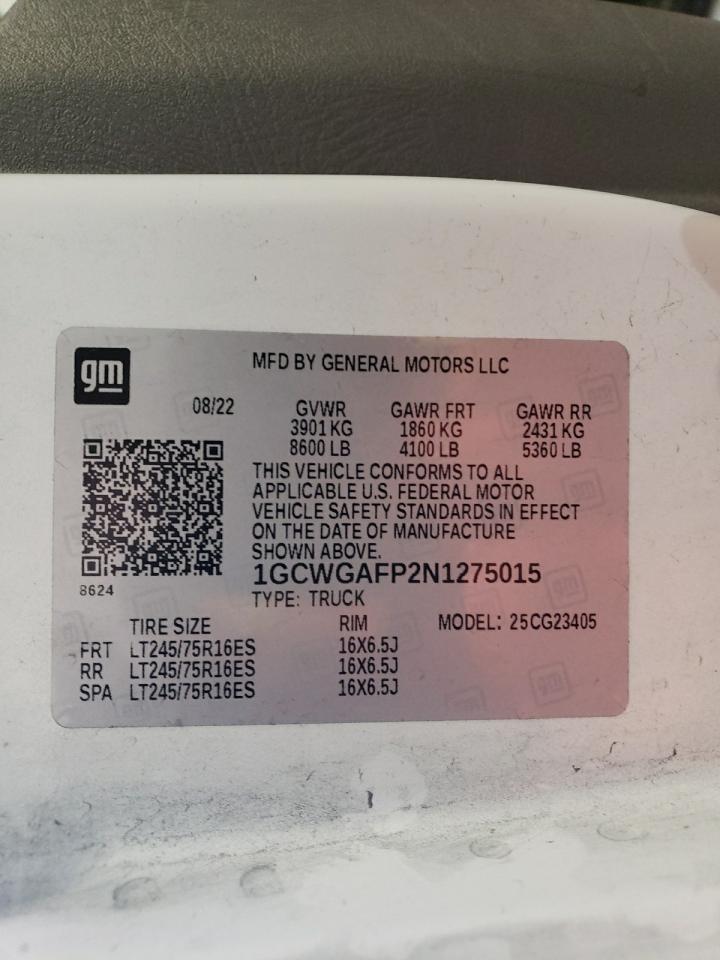 gm
MFD BY GENERAL MOTORS LLC
08/22 GVWR GAWR FRT GAWR RR
3901 KG 1860 KG 2431 KG
8600 LB 4100 LB 5360 LB
THIS VEHICLE CONFORMS TO ALL
APPLICABLE U.S. FEDERAL MOTOR
VEHICLE SAFETY STANDARDS IN EFFECT
ON THE DATE OF MANUFACTURE
SHOWN ABOVE.
1GCWGAFP2N1275015
8624
TYPE: TRUCK
TIRE SIZE RIM MODEL: 25CG23405
FRT LT245/75R16ES 16X6.5J
RR LT245/75R16ES 16X6.5J
SPA LT245/75R16ES 16X6.5J